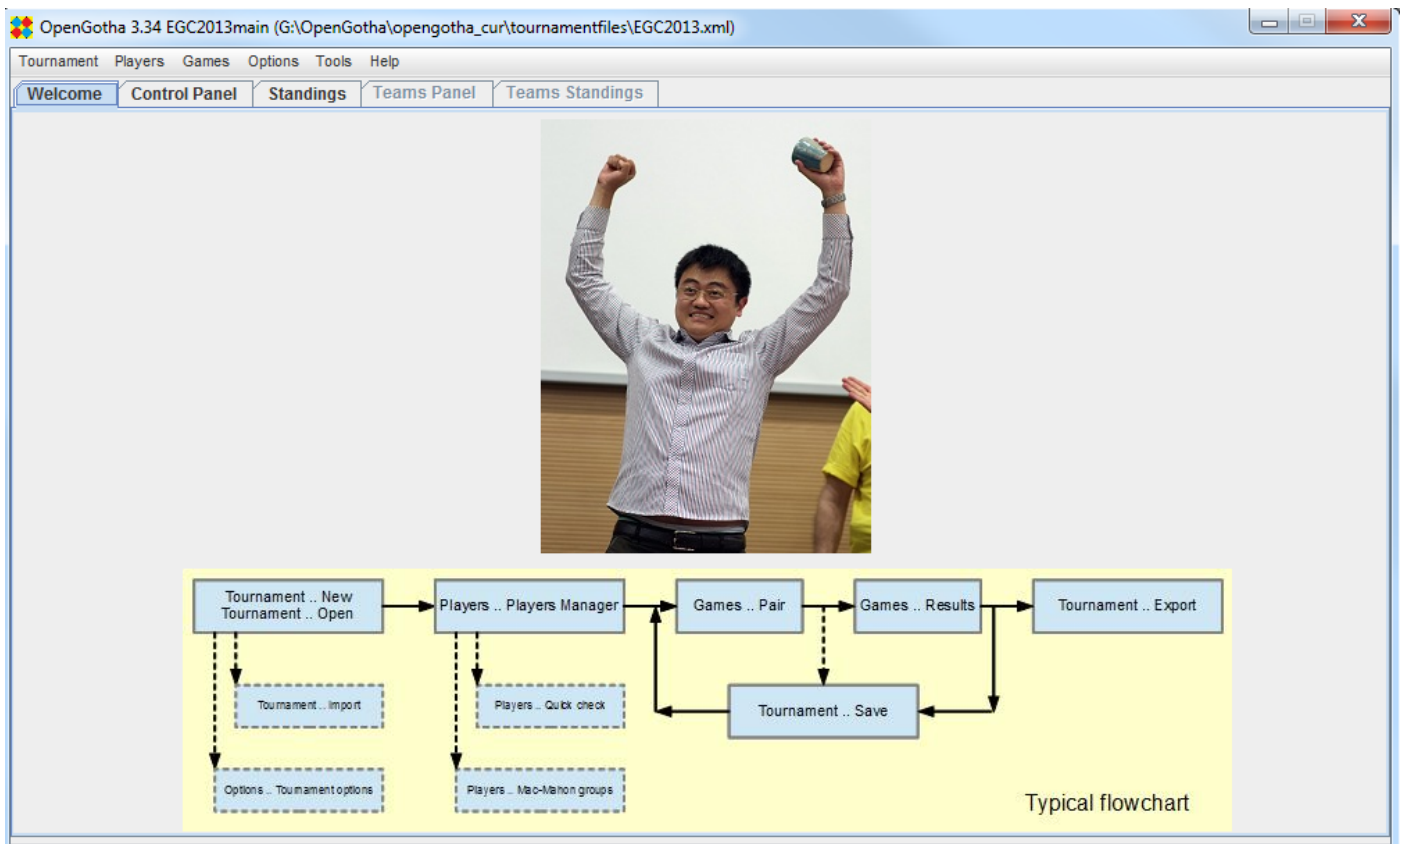 OpenGotha 3.34 EGC2013main (G:\OpenGotha\opengotha_cur\tournamentfiles\EGC2013.xml)
Tournament Players Games Options Tools Help
Welcome Control Panel Standings Teams Panel Teams Standings
Tournament .. New
Tournament .. Open
Players .. Players Manager
Games .. Pair
Games .. Results
Tournament .. Export
Tournament .. Import
Players .. Quick check
Tournament .. Save
Options .. Tournament options
Players .. Mac-Mahon groups
Typical flowchart